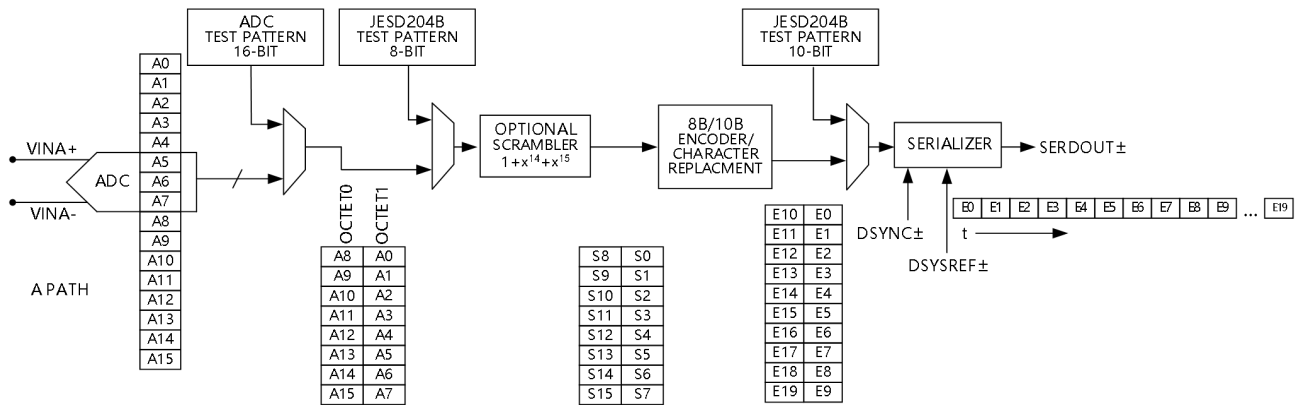 ADC
TEST PATTERN
16-BIT
JESD204B
TEST PATTERN
8-BIT
JESD204B
TEST PATTERN
10-BIT
A0
A1
A2
A3
A4
A5
A6
A7
A8
A9
A10
A11
A12
A13
A14
A15
VINA+
ADC
VINA-
A PATH
OCTET0 OCTET1
A8 A0
A9 A1
A10 A2
A11 A3
A12 A4
A13 A5
A14 A6
A15 A7
OPTIONAL
SCRAMBLER
1+x¹⁴+x¹⁵
S8 S0
S9 S1
S10 S2
S11 S3
S12 S4
S13 S5
S14 S6
S15 S7
8B/10B
ENCODER/
CHARACTER
REPLACMENT
E10 E0
E11 E1
E12 E2
E13 E3
E14 E4
E15 E5
E16 E6
E17 E7
E18 E8
E19 E9
SERIALIZER
SERDOUT±
DSYNC±
DSYSREF±
E0 E1 E2 E3 E4 E5 E6 E7 E8 E9 ... E19
t